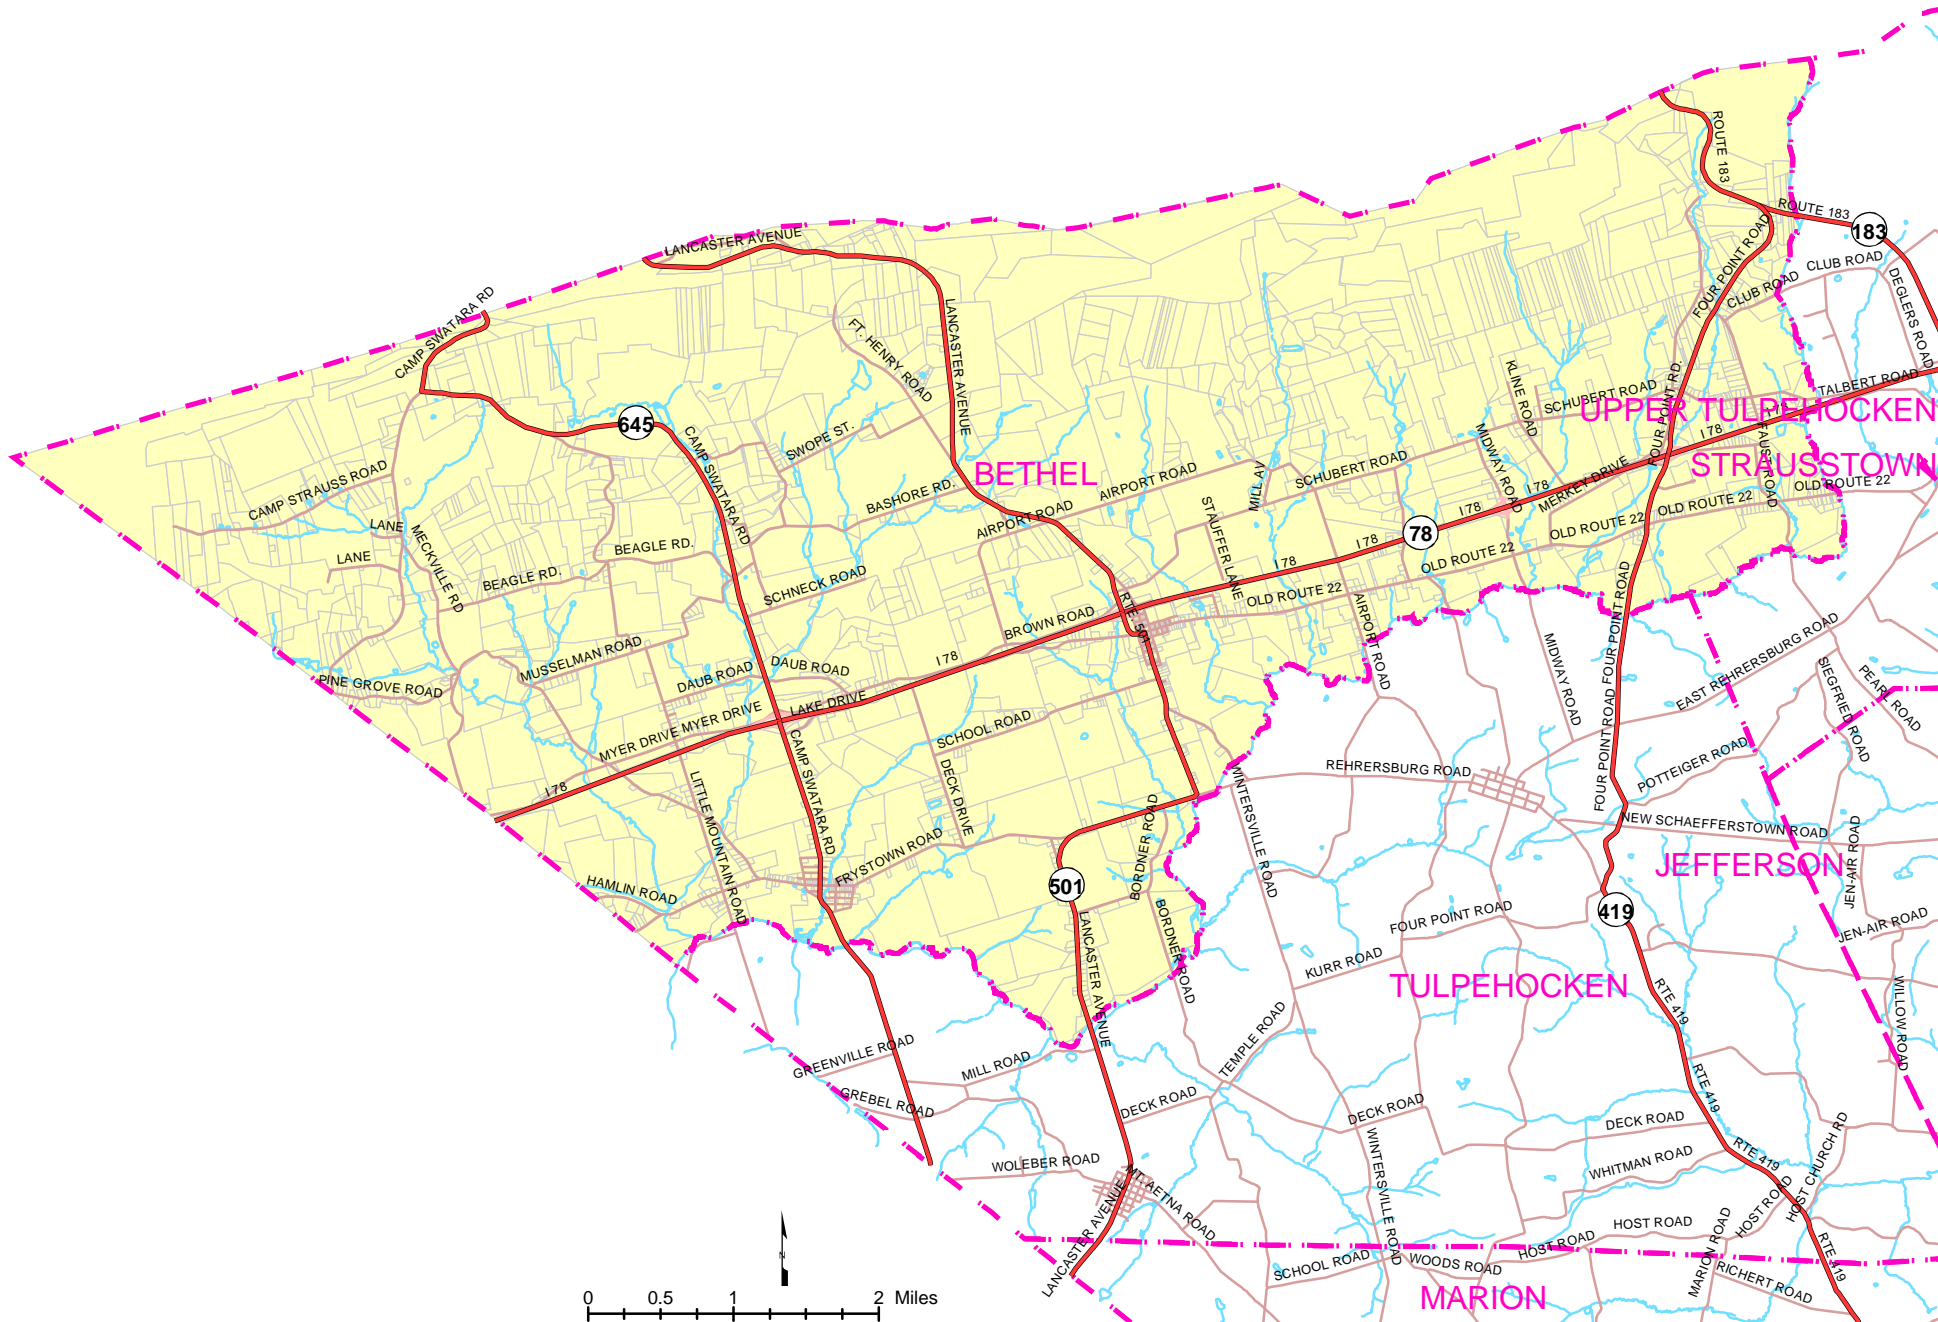 ROUTE 183
ROUTE 183
183
LANCASTER AVENUE
FOUR POINT ROAD
CLUB ROAD
CLUB ROAD
DEGLERS ROAD
CAMP SWATARA RD
FT. HENRY ROAD
LANCASTER AVENUE
KLINE ROAD
SCHUBERT ROAD
FOUR POINT RD.
TALBERT ROAD
I 78
UPPER TULPEHOCKEN
645
CAMP SWATARA RD
SWOPE ST.
BETHEL
AIRPORT ROAD
MILL AV
SCHUBERT ROAD
MIDWAY ROAD
I 78
FAUST ROAD
STRAUSSTOWN
OLD ROUTE 22
CAMP STRAUSS ROAD
BASHORE RD.
AIRPORT ROAD
STAUFFER LANE
I 78
I 78
MERKEY DRIVE
OLD ROUTE 22
OLD ROUTE 22
LANE
LANE
MECKVILLE RD
BEAGLE RD.
BEAGLE RD.
SCHNECK ROAD
78
I 78
I 78
OLD ROUTE 22
OLD ROUTE 22
BROWN ROAD
RTE. 501
AIRPORT ROAD
FOUR POINT ROAD
MIDWAY ROAD
EAST REHRERSBURG ROAD
SIEGFRIED ROAD
PEARL ROAD
PINE GROVE ROAD
MUSSELMAN ROAD
DAUB ROAD
DAUB ROAD
I 78
LAKE DRIVE
MYER DRIVE
MYER DRIVE
SCHOOL ROAD
I 78
LITTLE MOUNTAIN ROAD
CAMP SWATARA RD
DECK DRIVE
WINTERSVILLE ROAD
REHRERSBURG ROAD
FOUR POINT ROAD
POTTEIGER ROAD
NEW SCHAEFFERSTOWN ROAD
JEN-AIR ROAD
JEFFERSON
HAMLIN ROAD
FRYSTOWN ROAD
501
BORDNER ROAD
BORDNER ROAD
FOUR POINT ROAD
419
JEN-AIR ROAD
KURR ROAD
TULPEHOCKEN
LANCASTER AVENUE
RTE 419
WILLOW ROAD
GREENVILLE ROAD
MILL ROAD
TEMPLE ROAD
GREBEL ROAD
DECK ROAD
DECK ROAD
DECK ROAD
RTE 419
WOLEBER ROAD
MT. AETNA ROAD
WINTERSVILLE ROAD
WHITMAN ROAD
RTE 419
HOST CHURCH RD
LANCASTER AVENUE
HOST ROAD
HOST ROAD
HOST ROAD
SCHOOL ROAD
WOODS ROAD
MARION ROAD
RICHERT ROAD
RTE 419
MARION
N
0 0.5 1 2 Miles